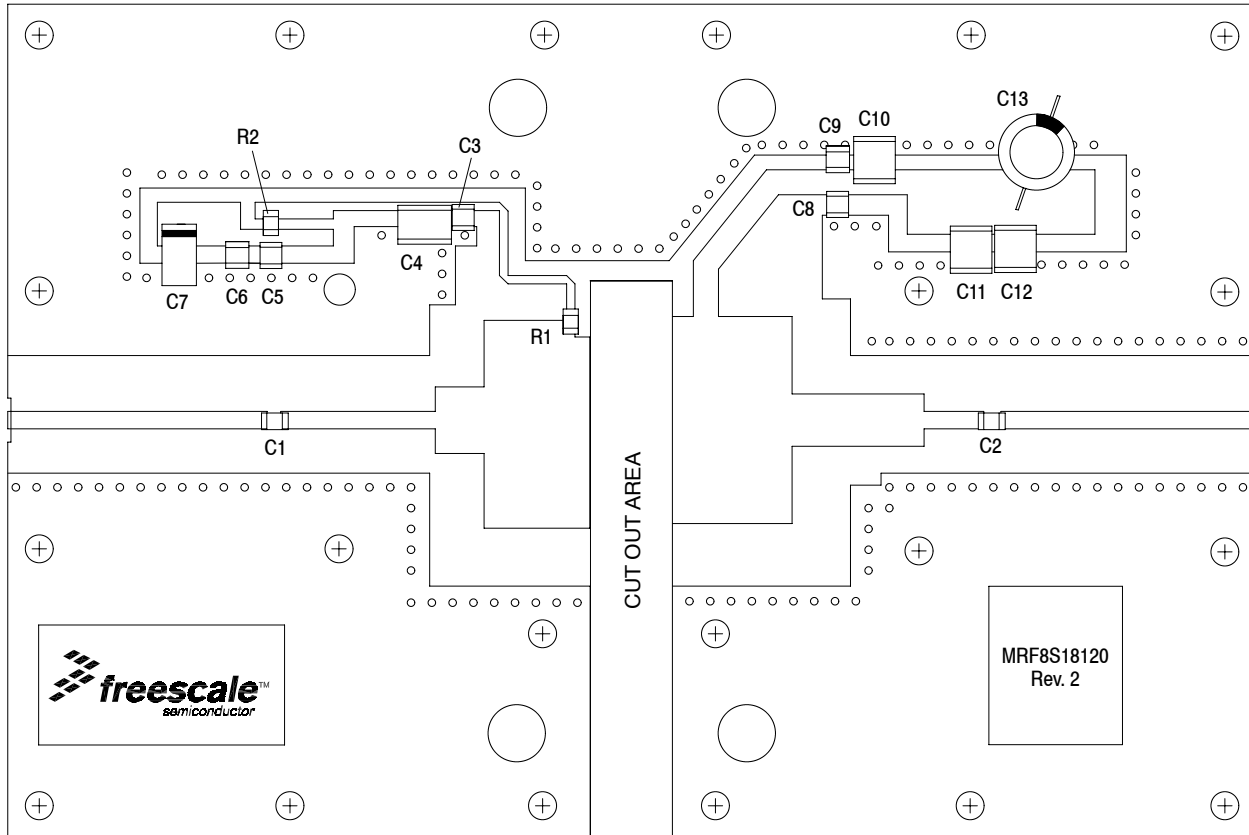 C13
C10
C9
R2
C3
C8
C4
C7
C6
C5
C11
C12
R1
C1
C2
CUT OUT AREA
freescale™
semiconductor
MRF8S18120
Rev. 2